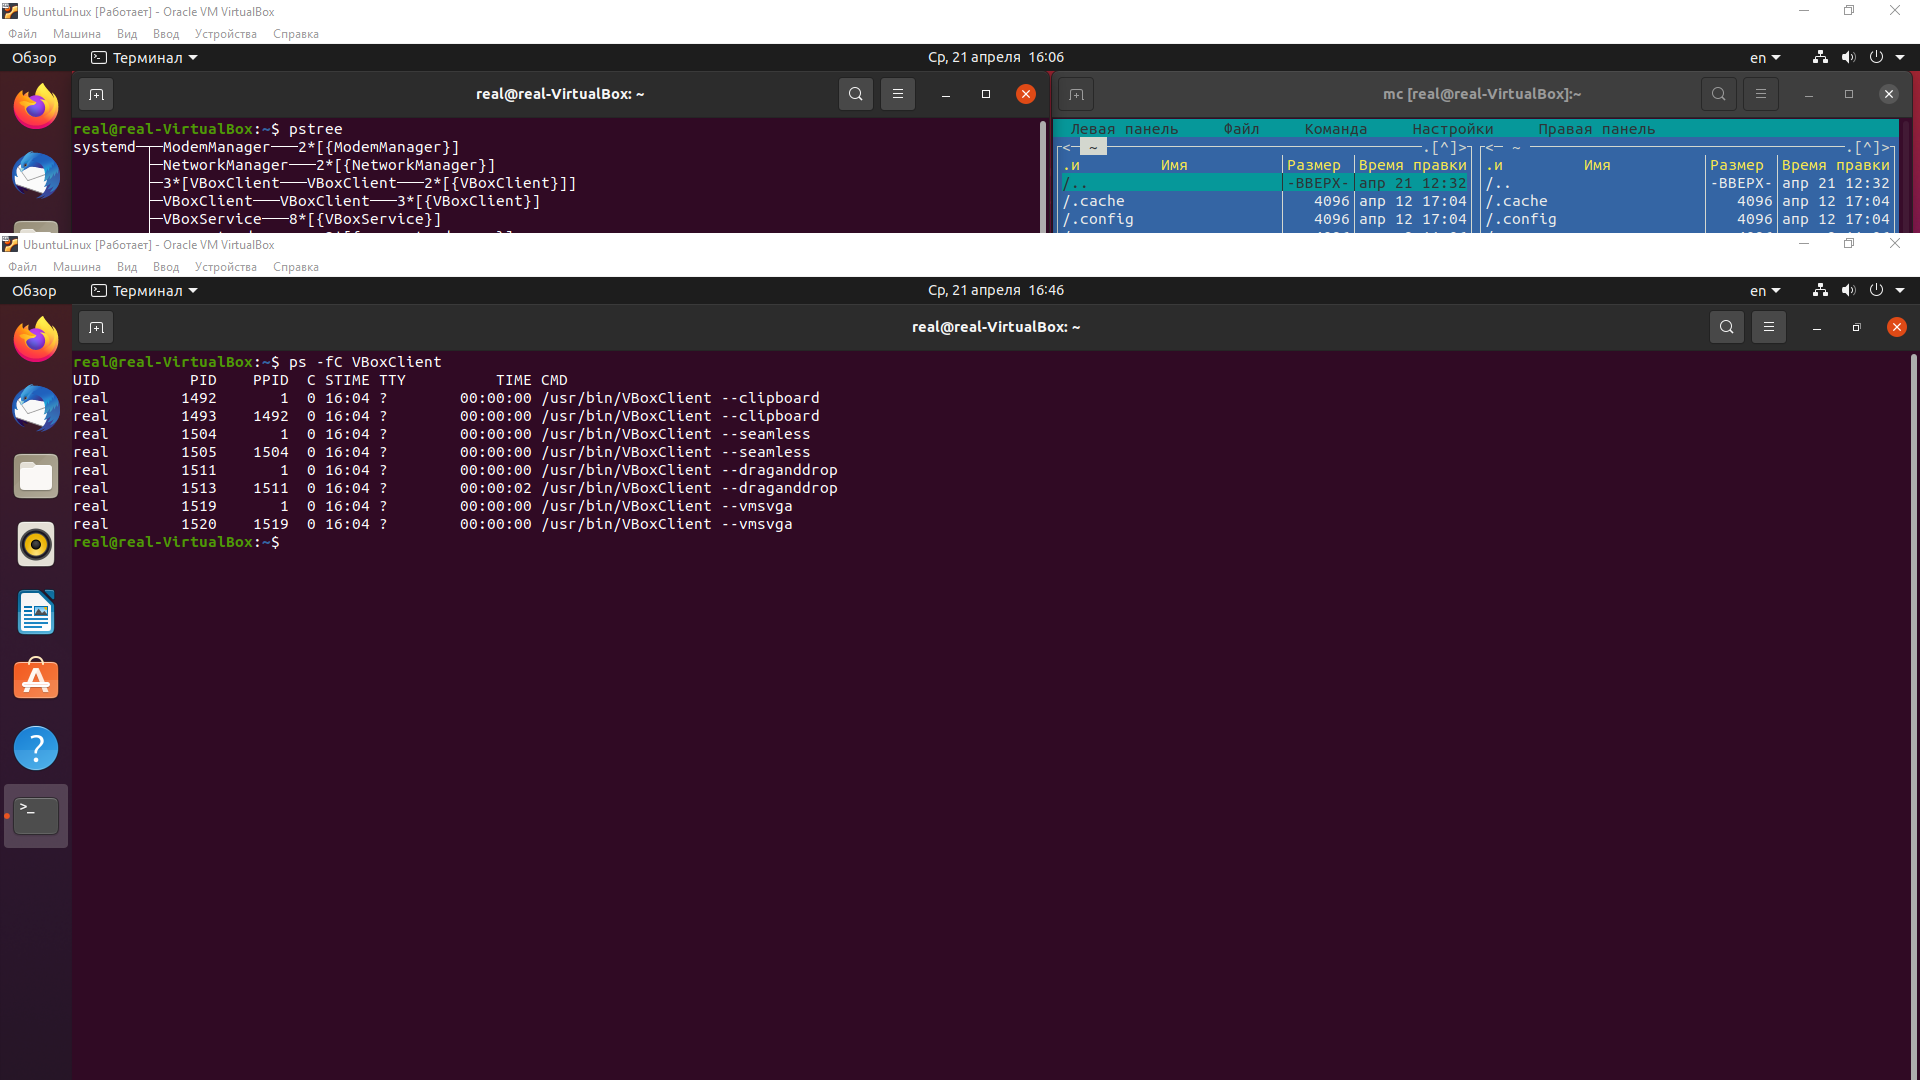 UbuntuLinux [Работает] - Oracle VM VirtualBox
Файл Машина Вид Ввод Устройства Справка
Обзор Терминал Ср, 21 апреля 16:06 en
real@real-VirtualBox: ~
real@real-VirtualBox:~$ pstree
systemd─┬─ModemManager───2*[{ModemManager}]
├─NetworkManager───2*[{NetworkManager}]
├─3*[VBoxClient───VBoxClient───2*[{VBoxClient}]]
├─VBoxClient───VBoxClient───3*[{VBoxClient}]
├─VBoxService───8*[{VBoxService}]
mc [real@real-VirtualBox]:~
Левая панель Файл Команда Настройки Правая панель
┌<─ ~ ─.[^]>┐┌<─ ~ ─.[^]>┐
.и Имя Размер Время правки .и Имя Размер Время правки
/.. -ВВЕРХ- апр 21 12:32 /.. -ВВЕРХ- апр 21 12:32
/.cache 4096 апр 12 17:04 /.cache 4096 апр 12 17:04
/.config 4096 апр 12 17:04 /.config 4096 апр 12 17:04
UbuntuLinux [Работает] - Oracle VM VirtualBox
Файл Машина Вид Ввод Устройства Справка
Обзор Терминал Ср, 21 апреля 16:46 en
real@real-VirtualBox: ~
real@real-VirtualBox:~$ ps -fC VBoxClient
UID PID PPID C STIME TTY TIME CMD
real 1492 1 0 16:04 ? 00:00:00 /usr/bin/VBoxClient --clipboard
real 1493 1492 0 16:04 ? 00:00:00 /usr/bin/VBoxClient --clipboard
real 1504 1 0 16:04 ? 00:00:00 /usr/bin/VBoxClient --seamless
real 1505 1504 0 16:04 ? 00:00:00 /usr/bin/VBoxClient --seamless
real 1511 1 0 16:04 ? 00:00:00 /usr/bin/VBoxClient --draganddrop
real 1513 1511 0 16:04 ? 00:00:02 /usr/bin/VBoxClient --draganddrop
real 1519 1 0 16:04 ? 00:00:00 /usr/bin/VBoxClient --vmsvga
real 1520 1519 0 16:04 ? 00:00:00 /usr/bin/VBoxClient --vmsvga
real@real-VirtualBox:~$